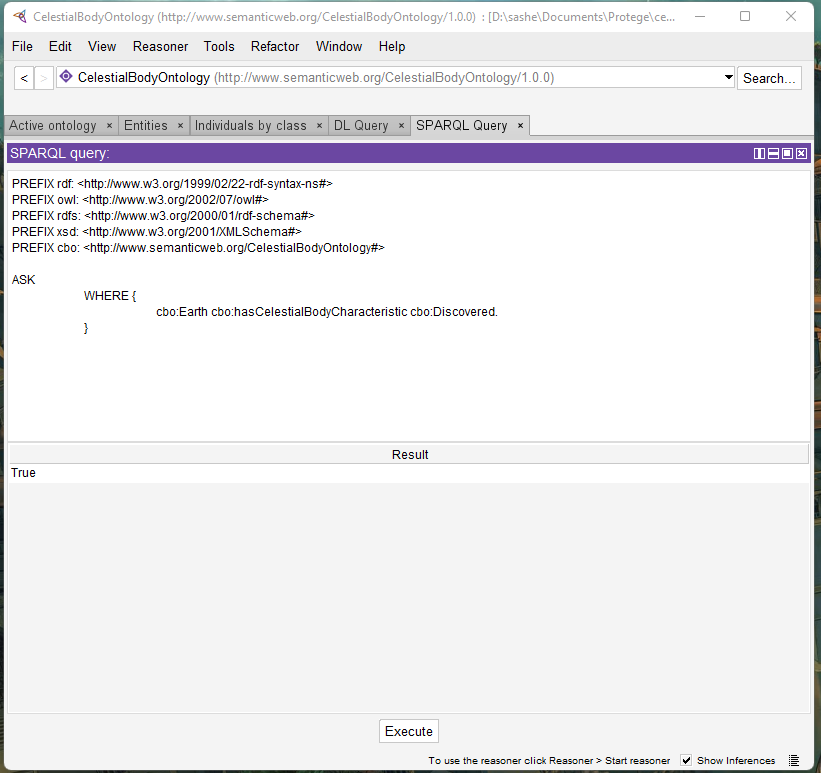 CelestialBodyOntology (http://www.semanticweb.org/CelestialBodyOntology/1.0.0) : [D:\sashe\Documents\Protege\ce...
File Edit View Reasoner Tools Refactor Window Help
< > CelestialBodyOntology (http://www.semanticweb.org/CelestialBodyOntology/1.0.0) Search...
Active ontology × Entities × Individuals by class × DL Query × SPARQL Query ×
SPARQL query:
PREFIX rdf: <http://www.w3.org/1999/02/22-rdf-syntax-ns#>
PREFIX owl: <http://www.w3.org/2002/07/owl#>
PREFIX rdfs: <http://www.w3.org/2000/01/rdf-schema#>
PREFIX xsd: <http://www.w3.org/2001/XMLSchema#>
PREFIX cbo: <http://www.semanticweb.org/CelestialBodyOntology#>
ASK
WHERE {
cbo:Earth cbo:hasCelestialBodyCharacteristic cbo:Discovered.
}
Result
True
Execute
To use the reasoner click Reasoner > Start reasoner Show Inferences